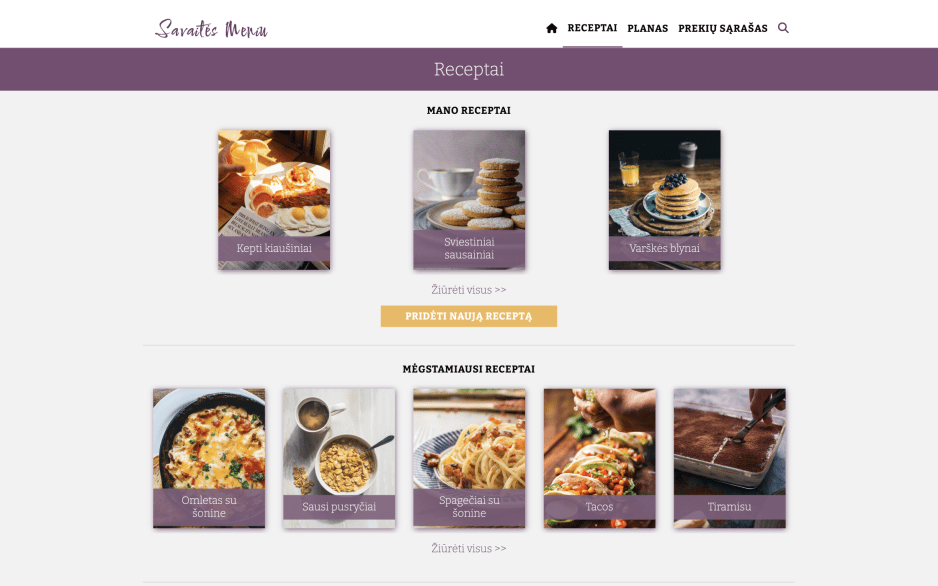 Savaitės Meniu
RECEPTAI PLANAS PREKIŲ SĄRAŠAS
Receptai
MANO RECEPTAI
Kepti kiaušiniai
Sviestiniai
sausainiai
Varškės blynai
Žiūrėti visus >>
PRIDĖTI NAUJĄ RECEPTĄ
MĖGSTAMIAUSI RECEPTAI
Omletas su
šonine
Sausi pusryčiai
Spagečiai su
šonine
Tacos
Tiramisu
Žiūrėti visus >>